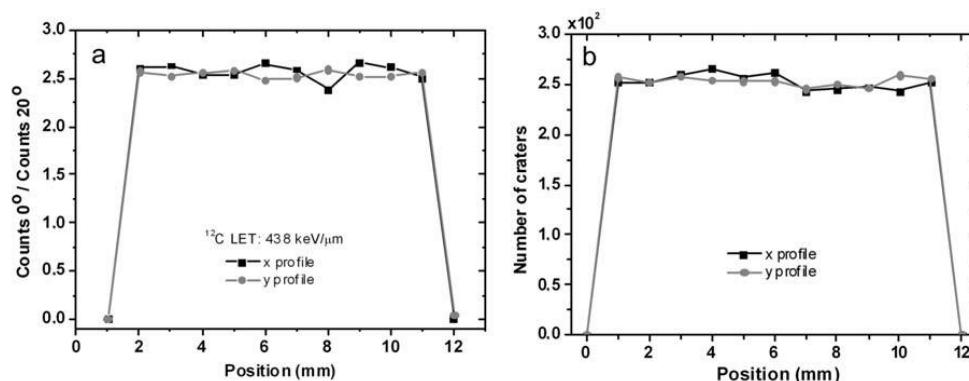 a
Counts 0° / Counts 20°
3.0
2.5
2.0
1.5
1.0
0.5
0.0
¹²C LET: 438 keV/μm
x profile
y profile
0 2 4 6 8 10 12
Position (mm)
b
x10²
Number of craters
3.0
2.5
2.0
1.5
1.0
0.5
0.0
x profile
y profile
0 2 4 6 8 10 12
Position (mm)